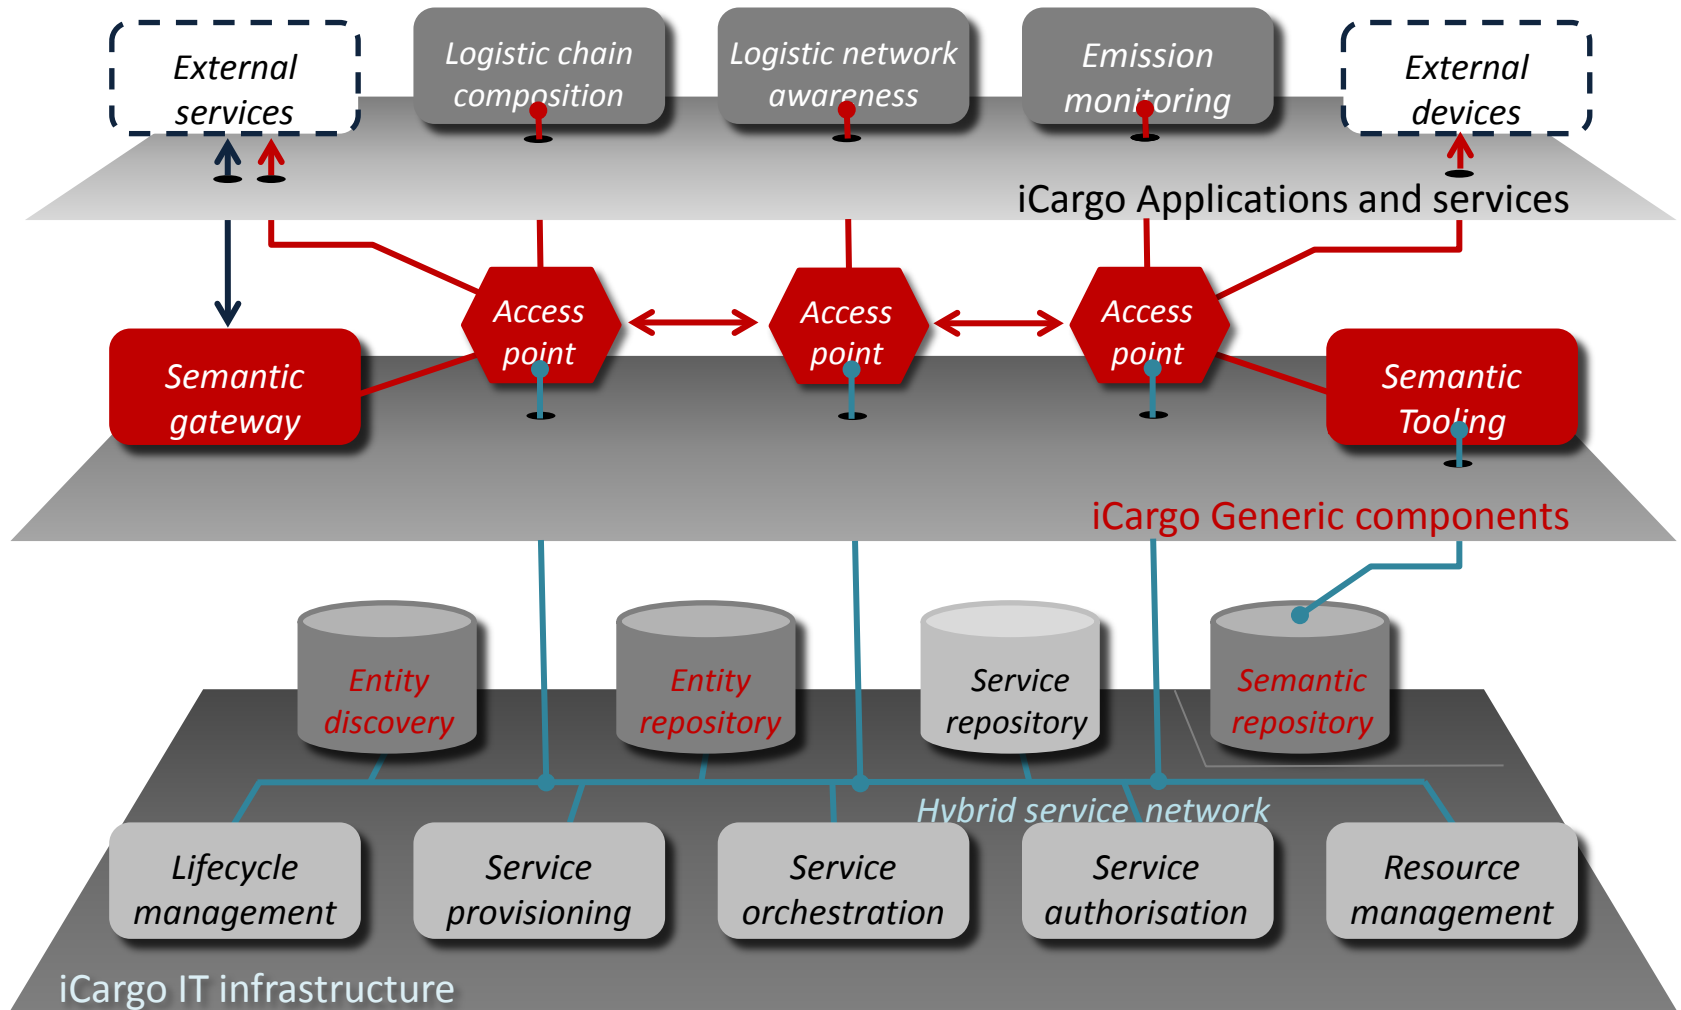 External
services
Logistic chain
composition
Logistic network
awareness
Emission
monitoring
External
devices
iCargo Applications and services
Access
point
Access
point
Access
point
Semantic
gateway
Semantic
Tooling
iCargo Generic components
Entity
discovery
Entity
repository
Service
repository
Semantic
repository
Hybrid service network
Lifecycle
management
Service
provisioning
Service
orchestration
Service
authorisation
Resource
management
iCargo IT infrastructure